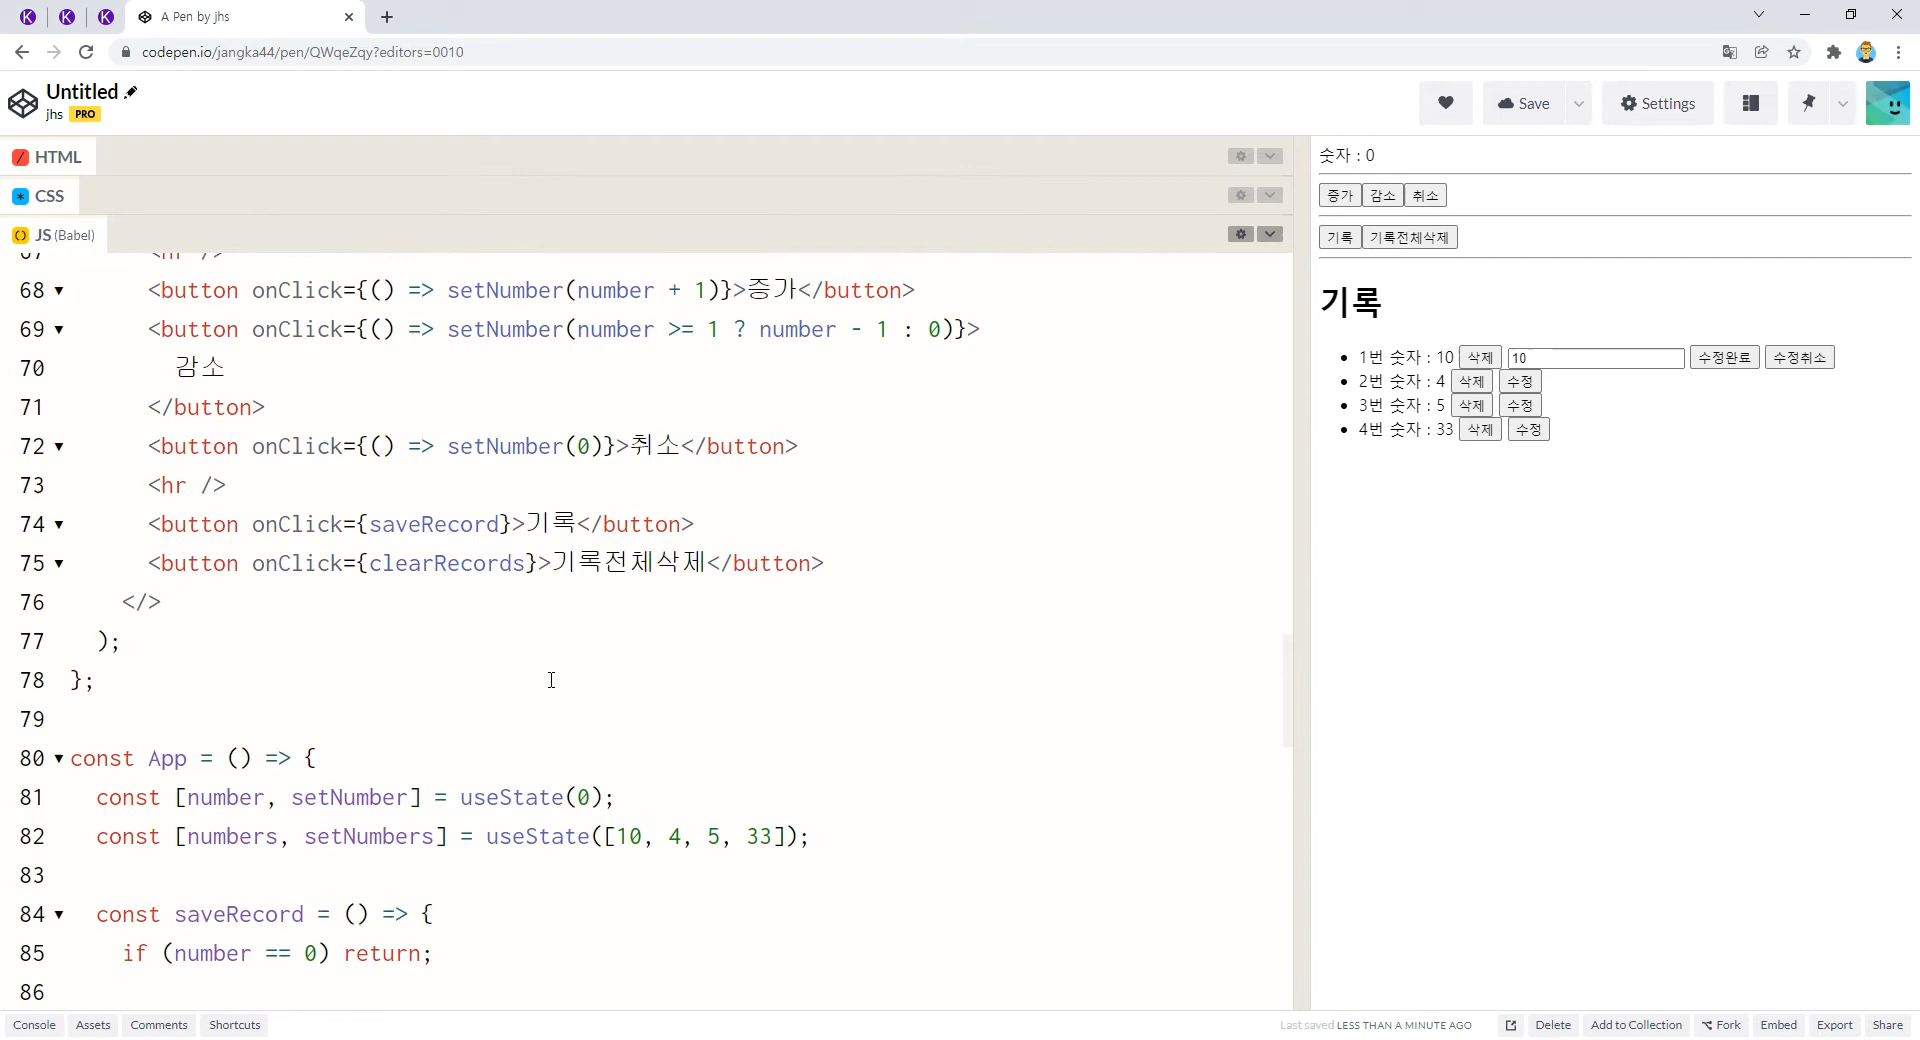 A Pen by jhs
codepen.io/jangka44/pen/QWqeZqy?editors=0010
Untitled
jhs PRO
Save
Settings
HTML
CSS
JS (Babel)
68 <button onClick={() => setNumber(number + 1)}>증가</button>
69 <button onClick={() => setNumber(number >= 1 ? number - 1 : 0)}>
70 감소
71 </button>
72 <button onClick={() => setNumber(0)}>취소</button>
73 <hr />
74 <button onClick={saveRecord}>기록</button>
75 <button onClick={clearRecords}>기록전체삭제</button>
76 </>
77 );
78 };
79
80 const App = () => {
81 const [number, setNumber] = useState(0);
82 const [numbers, setNumbers] = useState([10, 4, 5, 33]);
83
84 const saveRecord = () => {
85 if (number == 0) return;
86
숫자 : 0
증가 감소 취소
기록 기록전체삭제
기록
1번 숫자 : 10 삭제 10 수정완료 수정취소
2번 숫자 : 4 삭제 수정
3번 숫자 : 5 삭제 수정
4번 숫자 : 33 삭제 수정
Console Assets Comments Shortcuts
Last saved LESS THAN A MINUTE AGO
Delete Add to Collection Fork Embed Export Share